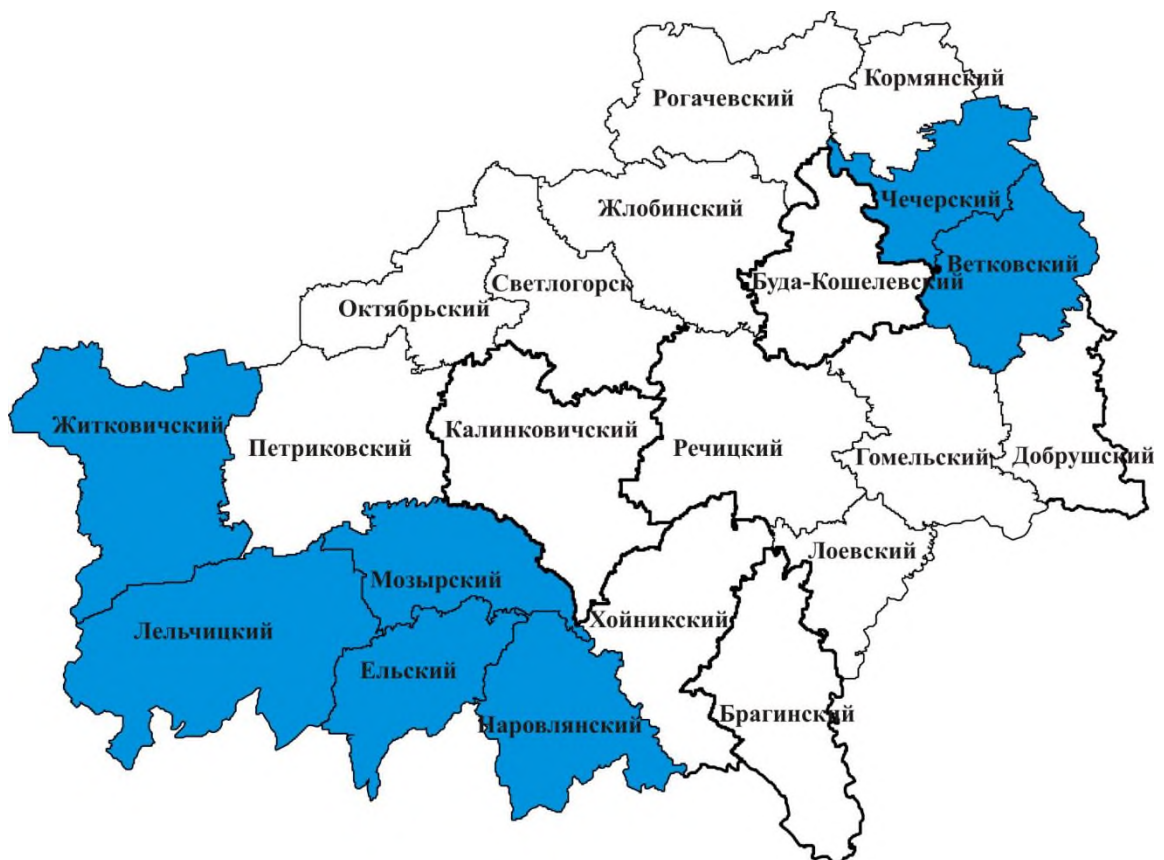 Кормянский
Рогачевский
Чечерский
Жлобинский
Ветковский
Буда-Кошелевский
Светлогорск
Октябрьский
Житковичский
Калинковичский
Петриковский
Речицкий
Гомельский
Добрушский
Лоевский
Мозырский
Хойникский
Лельчицкий
Ельский
Брагинский
Наровлянский